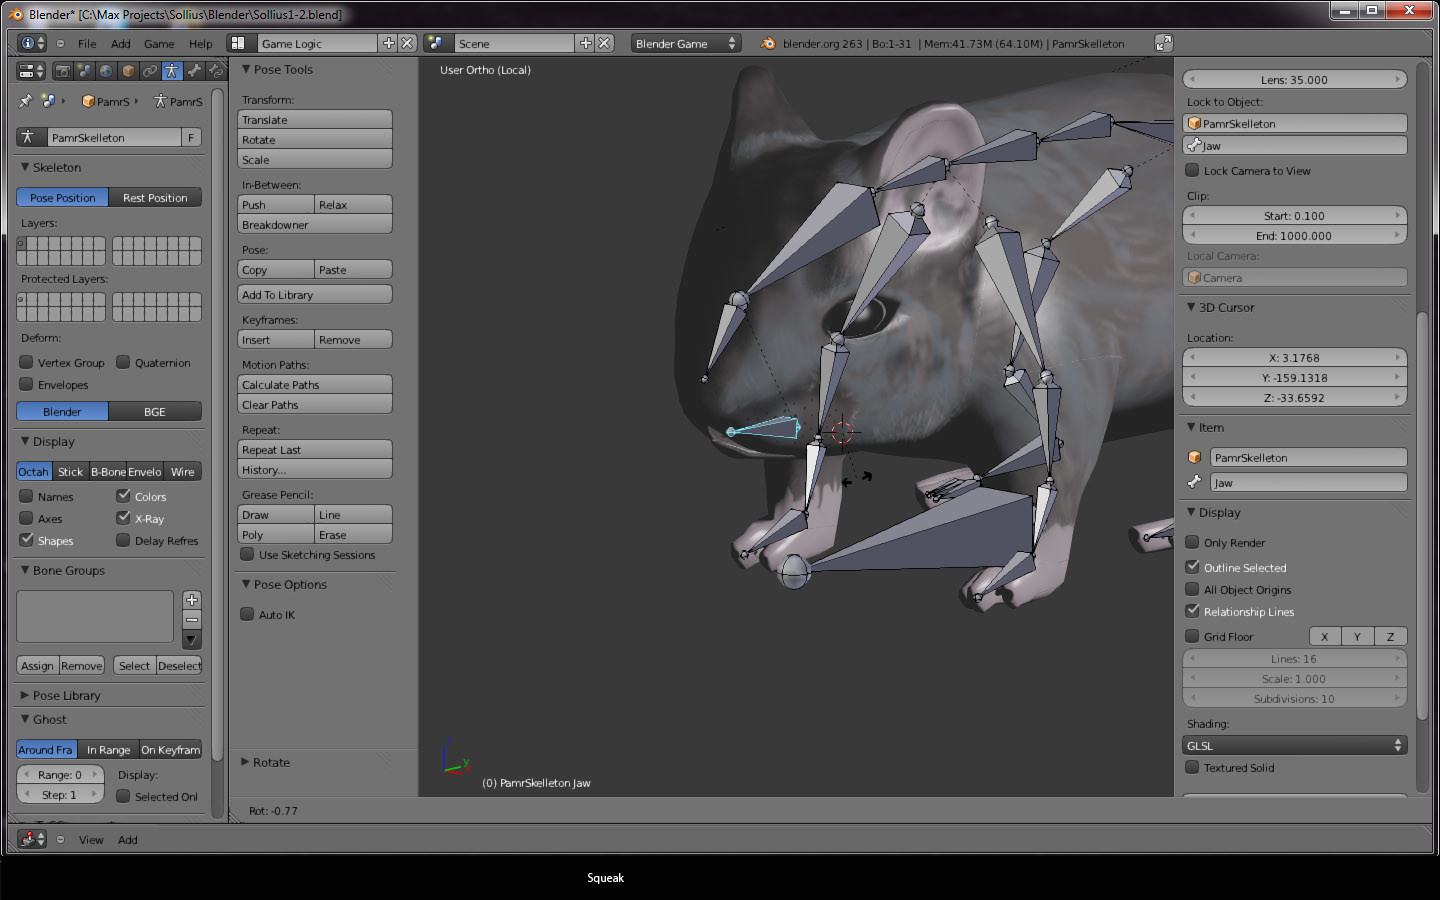 Blender* [C:\Max Projects\Sollius\Blender\Sollius1-2.blend]
File Add Game Help Game Logic Scene Blender Game blender.org 263 | Bo:1-31 | Mem:41.73M (64.10M) | PamrSkelleton
PamrS PamrS
PamrSkelleton F
Skeleton
Pose Position Rest Position
Layers:
Protected Layers:
Deform:
Vertex Group Quaternion
Envelopes
Blender BGE
Display
Octah Stick B-Bone Envelo Wire
Names Colors
Axes X-Ray
Shapes Delay Refres
Bone Groups
Assign Remove Select Deselect
Pose Library
Ghost
Around Fra In Range On Keyfram
Range: 0 Display:
Step: 1 Selected Onl
Pose Tools
Transform:
Translate
Rotate
Scale
In-Between:
Push Relax
Breakdowner
Pose:
Copy Paste
Add To Library
Keyframes:
Insert Remove
Motion Paths:
Calculate Paths
Clear Paths
Repeat:
Repeat Last
History...
Grease Pencil:
Draw Line
Poly Erase
Use Sketching Sessions
Pose Options
Auto IK
Rotate
User Ortho (Local)
y
(0) PamrSkelleton Jaw
Rot: -0.77
Lens: 35.000
Lock to Object:
PamrSkelleton
Jaw
Lock Camera to View
Clip:
Start: 0.100
End: 1000.000
Local Camera:
Camera
3D Cursor
Location:
X: 3.1768
Y: -159.1318
Z: -33.6592
Item
PamrSkelleton
Jaw
Display
Only Render
Outline Selected
All Object Origins
Relationship Lines
Grid Floor X Y Z
Lines: 16
Scale: 1.000
Subdivisions: 10
Shading:
GLSL
Textured Solid
View Add
Squeak